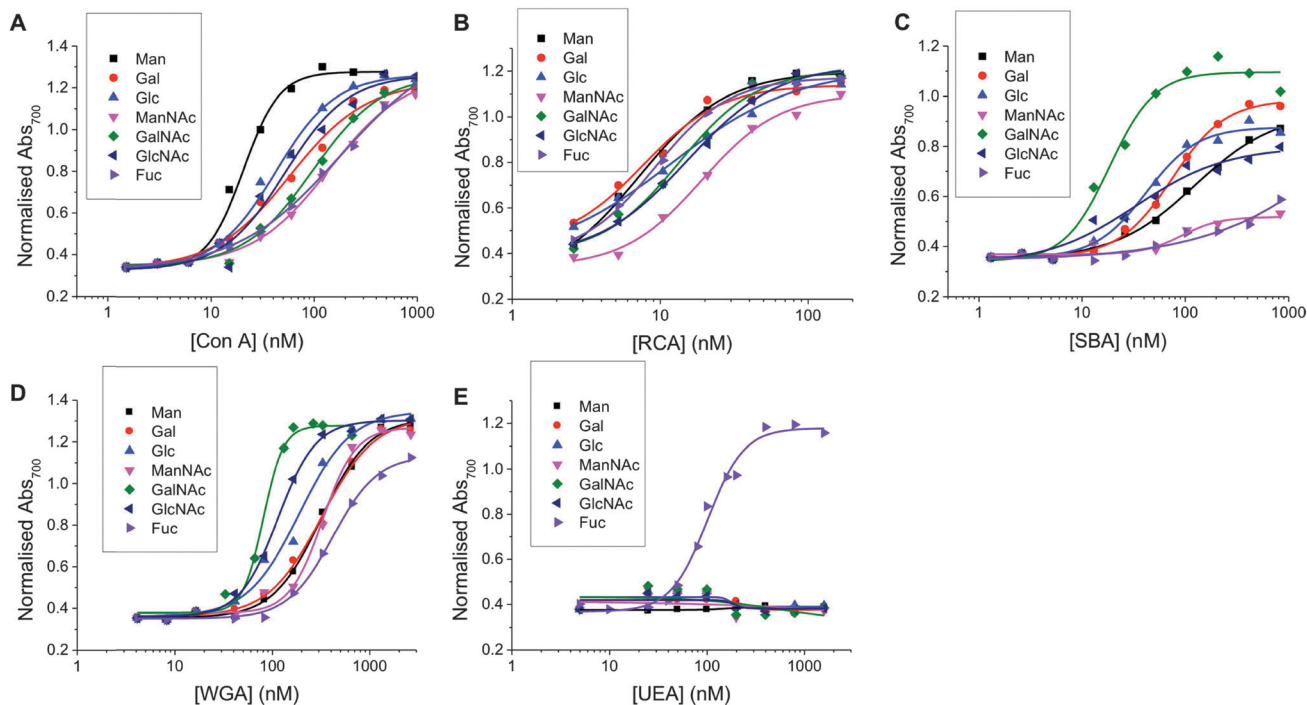 A
Normalised Abs700
1.4
1.2
1.0
0.8
0.6
0.4
0.2
Man
Gal
Glc
ManNAc
GalNAc
GlcNAc
Fuc
1 10 100 1000
[Con A] (nM)
B
Normalised Abs700
1.4
1.2
1.0
0.8
0.6
0.4
0.2
Man
Gal
Glc
ManNAc
GalNAc
GlcNAc
Fuc
1 10 100
[RCA] (nM)
C
Normalised Abs700
1.2
1.0
0.8
0.6
0.4
0.2
Man
Gal
Glc
ManNAc
GalNAc
GlcNAc
Fuc
1 10 100 1000
[SBA] (nM)
D
Normalised Abs700
1.4
1.2
1.0
0.8
0.6
0.4
0.2
Man
Gal
Glc
ManNAc
GalNAc
GlcNAc
Fuc
1 10 100 1000
[WGA] (nM)
E
Normalised Abs700
1.4
1.2
1.0
0.8
0.6
0.4
0.2
Man
Gal
Glc
ManNAc
GalNAc
GlcNAc
Fuc
1 10 100 1000
[UEA] (nM)